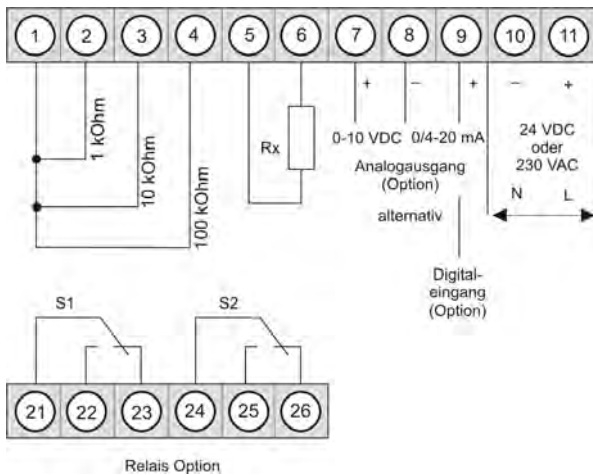 1 2 3 4 5 6 7 8 9 10 11
+ − + − +
1 kOhm
10 kOhm
100 kOhm
Rx
0-10 VDC 0/4-20 mA
Analogausgang
(Option)
alternativ
Digital-
eingang
(Option)
24 VDC
oder
230 VAC
N L
S1 S2
21 22 23 24 25 26
Relais Option